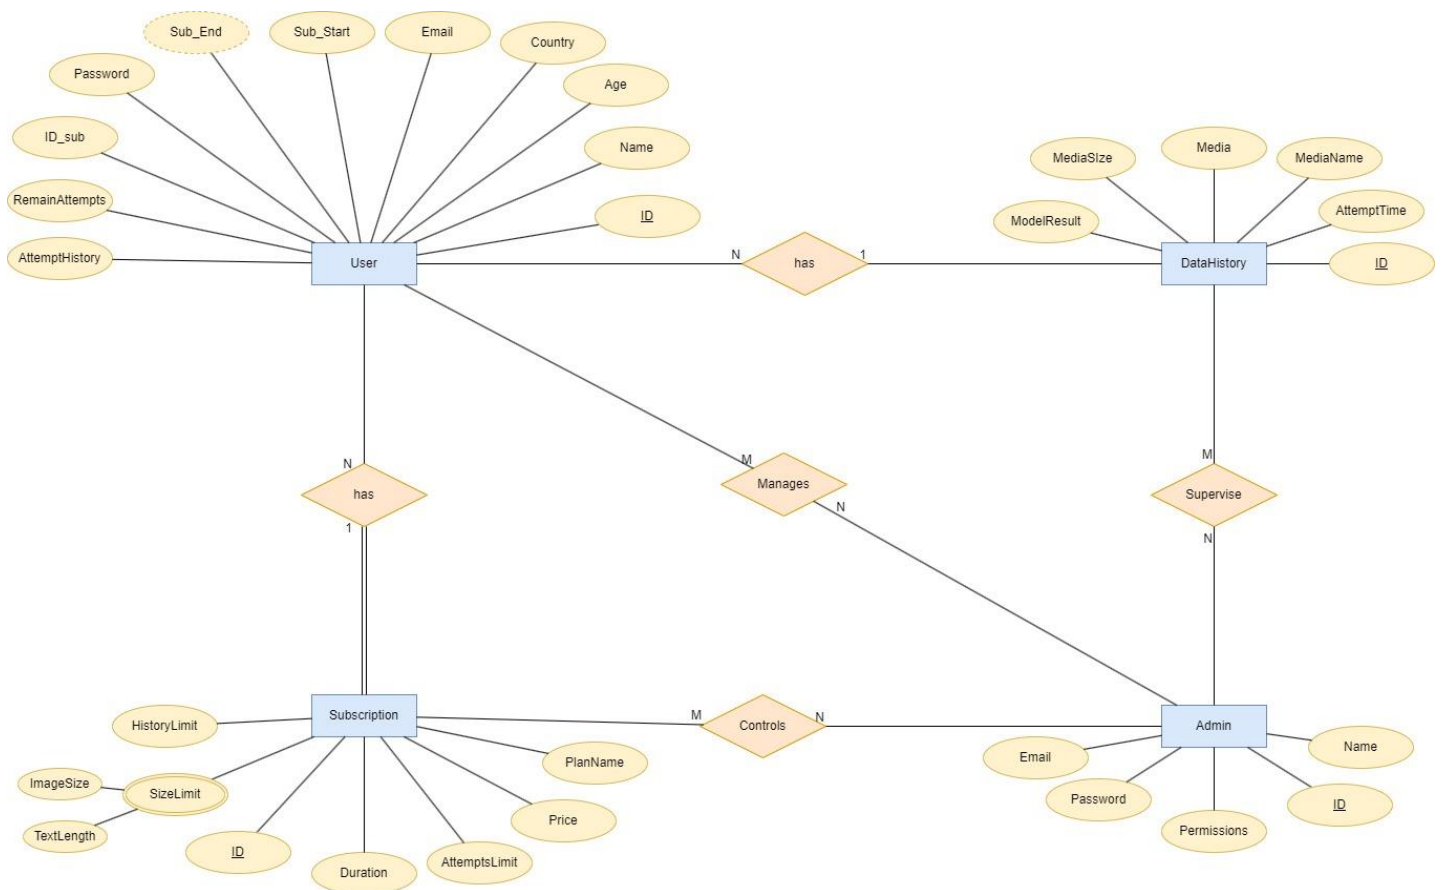 Sub_End
Sub_Start
Email
Country
Password
Age
ID_sub
Name
RemainAttempts
ID
AttemptHistory
User
N
has
1
MediaSIze
Media
MediaName
ModelResult
AttemptTime
DataHistory
ID
N
has
1
M
Manages
N
M
Supervise
N
Subscription
HistoryLimit
ImageSize
SizeLimit
TextLength
ID
Duration
AttemptsLimit
Price
PlanName
M
Controls
N
Admin
Email
Name
Password
ID
Permissions